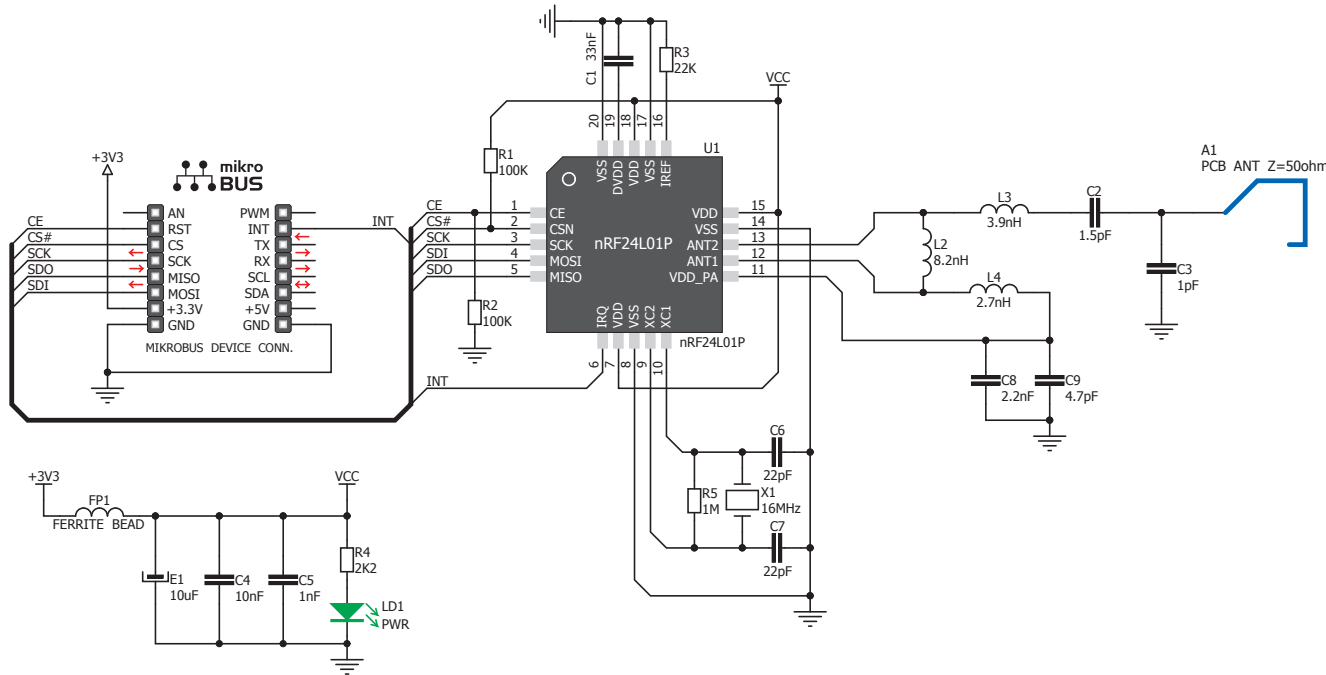 C1 33nF
R3
22K
VCC
20
19
18
17
16
VSS
DVDD
VDD
VSS
IREF
U1
+3V3
mikro
BUS
R1
100K
A1
PCB ANT Z=50ohm
CE
CS#
SCK
SDO
SDI
AN
RST
CS
SCK
MISO
MOSI
+3.3V
GND
PWM
INT
TX
RX
SCL
SDA
+5V
GND
MIKROBUS DEVICE CONN.
INT
CE
CS#
SCK
SDI
SDO
1
2
3
4
5
CE
CSN
SCK
MOSI
MISO
nRF24L01P
VDD
VSS
ANT2
ANT1
VDD_PA
15
14
13
12
11
L3
3.9nH
C2
1.5pF
L2
8.2nH
L4
2.7nH
C3
1pF
R2
100K
IRQ
VDD
VSS
XC2
XC1
nRF24L01P
6
7
8
9
10
INT
C8
2.2nF
C9
4.7pF
C6
22pF
R5
1M
X1
16MHz
C7
22pF
+3V3
FP1
FERRITE BEAD
VCC
E1
10uF
C4
10nF
C5
1nF
R4
2K2
LD1
PWR